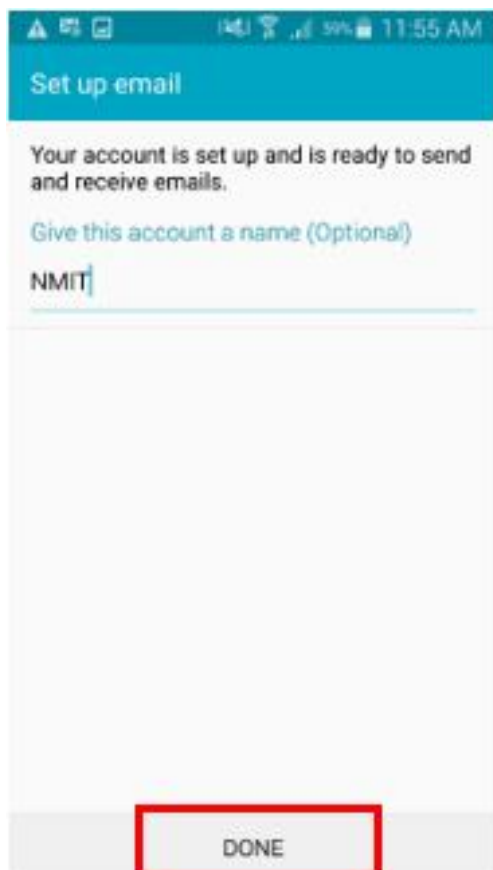 59% 11:55 AM
Set up email
Your account is set up and is ready to send
and receive emails.
Give this account a name (Optional)
NMIT
DONE